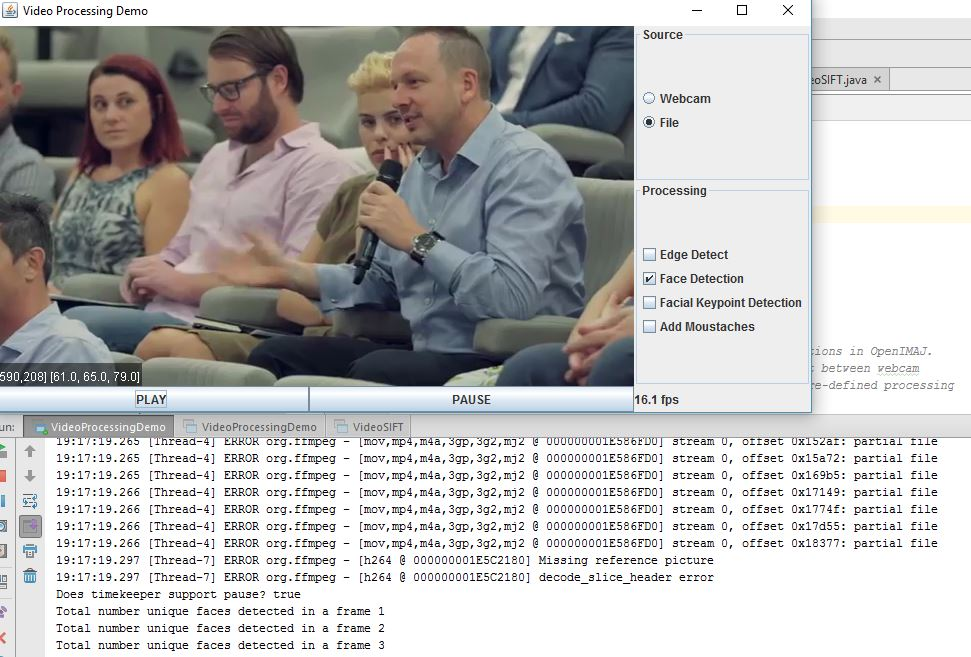 Video Processing Demo
Source
Webcam
File
Processing
Edge Detect
Face Detection
Facial Keypoint Detection
Add Moustaches
590,208] [61.0, 65.0, 79.0]
PLAY
PAUSE
16.1 fps
eoSIFT.java
tions in OpenIMAJ.
t between webcam
re-defined processing
un:
VideoProcessingDemo
VideoProcessingDemo
VideoSIFT
19:17:19.265 [Thread-4] ERROR org.ffmpeg - [mov,mp4,m4a,3gp,3g2,mj2 @ 000000001E586FD0] stream 0, offset 0x152af: partial file
19:17:19.265 [Thread-4] ERROR org.ffmpeg - [mov,mp4,m4a,3gp,3g2,mj2 @ 000000001E586FD0] stream 0, offset 0x15a72: partial file
19:17:19.265 [Thread-4] ERROR org.ffmpeg - [mov,mp4,m4a,3gp,3g2,mj2 @ 000000001E586FD0] stream 0, offset 0x169b5: partial file
19:17:19.266 [Thread-4] ERROR org.ffmpeg - [mov,mp4,m4a,3gp,3g2,mj2 @ 000000001E586FD0] stream 0, offset 0x17149: partial file
19:17:19.266 [Thread-4] ERROR org.ffmpeg - [mov,mp4,m4a,3gp,3g2,mj2 @ 000000001E586FD0] stream 0, offset 0x1774f: partial file
19:17:19.266 [Thread-4] ERROR org.ffmpeg - [mov,mp4,m4a,3gp,3g2,mj2 @ 000000001E586FD0] stream 0, offset 0x17d55: partial file
19:17:19.266 [Thread-4] ERROR org.ffmpeg - [mov,mp4,m4a,3gp,3g2,mj2 @ 000000001E586FD0] stream 0, offset 0x18377: partial file
19:17:19.297 [Thread-7] ERROR org.ffmpeg - [h264 @ 000000001E5C2180] Missing reference picture
19:17:19.297 [Thread-7] ERROR org.ffmpeg - [h264 @ 000000001E5C2180] decode_slice_header error
Does timekeeper support pause? true
Total number unique faces detected in a frame 1
Total number unique faces detected in a frame 2
Total number unique faces detected in a frame 3